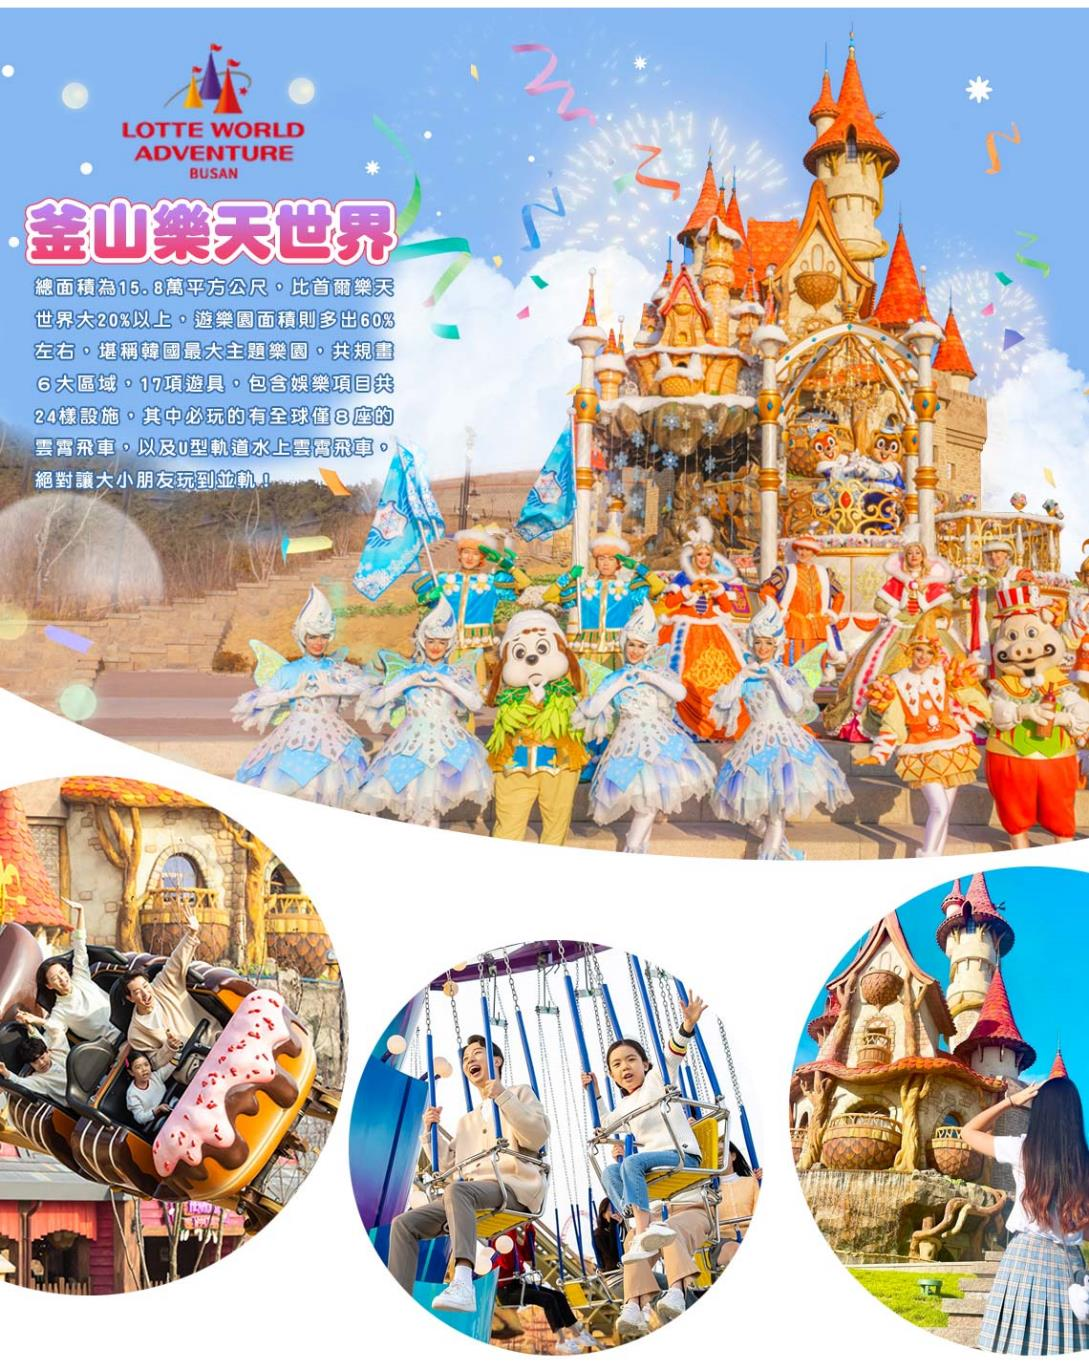 LOTTE WORLD
ADVENTURE
BUSAN
釜山樂天世界
總面積為15.8萬平方公尺，比首爾樂天
世界大20%以上，遊樂園面積則多出60%
左右，堪稱韓國最大主題樂園，共規畫
6大區域，17項遊具，包含娛樂項目共
24樣設施，其中必玩的有全球僅8座的
雲霄飛車，以及U型軌道水上雲霄飛車，
絕對讓大小朋友玩到並軌！